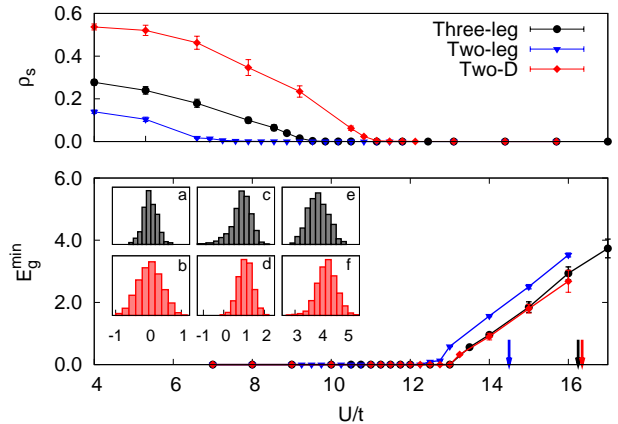 0.6
0.4
0.2
0.0
ρs
Three-leg
Two-leg
Two-D
6.0
4.0
2.0
0.0
E_g^min
a
c
e
b
d
f
-1 0 1
-1 0 1 2
3 4 5
4 6 8 10 12 14 16
U/t